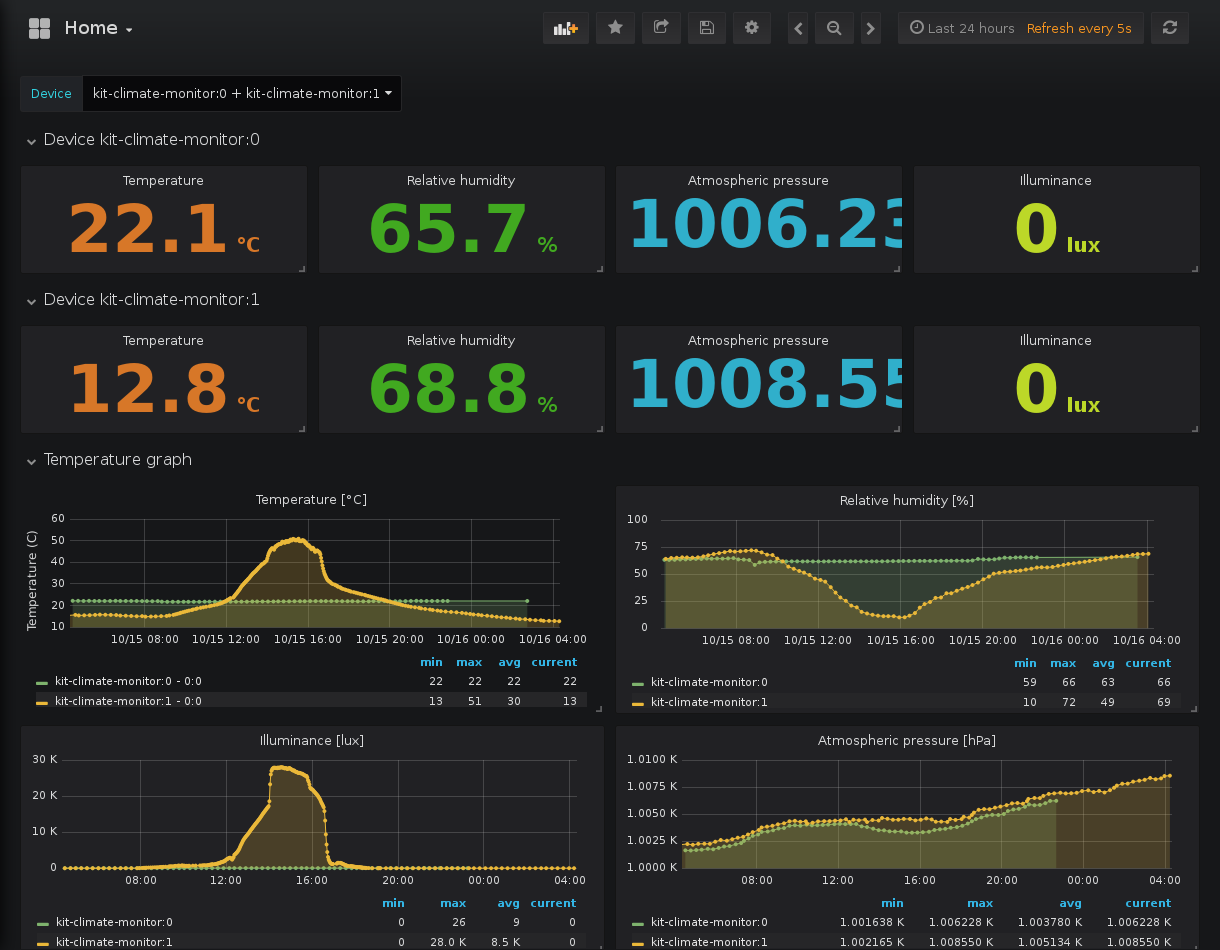 Home
Last 24 hours Refresh every 5s
Device kit-climate-monitor:0 + kit-climate-monitor:1
Device kit-climate-monitor:0
Temperature Relative humidity Atmospheric pressure Illuminance
22.1 °C 65.7 % 1006.23 0 lux
Device kit-climate-monitor:1
Temperature Relative humidity Atmospheric pressure Illuminance
12.8 °C 68.8 % 1008.55 0 lux
Temperature graph
Temperature [°C]
Temperature (C)
60
50
40
30
20
10
10/15 08:00 10/15 12:00 10/15 16:00 10/15 20:00 10/16 00:00 10/16 04:00
min max avg current
kit-climate-monitor:0 - 0:0 22 22 22 22
kit-climate-monitor:1 - 0:0 13 51 30 13
Relative humidity [%]
100
75
50
25
0
10/15 08:00 10/15 12:00 10/15 16:00 10/15 20:00 10/16 00:00 10/16 04:00
min max avg current
kit-climate-monitor:0 59 66 63 66
kit-climate-monitor:1 10 72 49 69
Illuminance [lux]
30 K
20 K
10 K
0
08:00 12:00 16:00 20:00 00:00 04:00
min max avg current
kit-climate-monitor:0 0 26 9 0
kit-climate-monitor:1 0 28.0 K 8.5 K 0
Atmospheric pressure [hPa]
1.0100 K
1.0075 K
1.0050 K
1.0025 K
1.0000 K
08:00 12:00 16:00 20:00 00:00 04:00
min max avg current
kit-climate-monitor:0 1.001638 K 1.006228 K 1.003780 K 1.006228 K
kit-climate-monitor:1 1.002165 K 1.008550 K 1.005134 K 1.008550 K